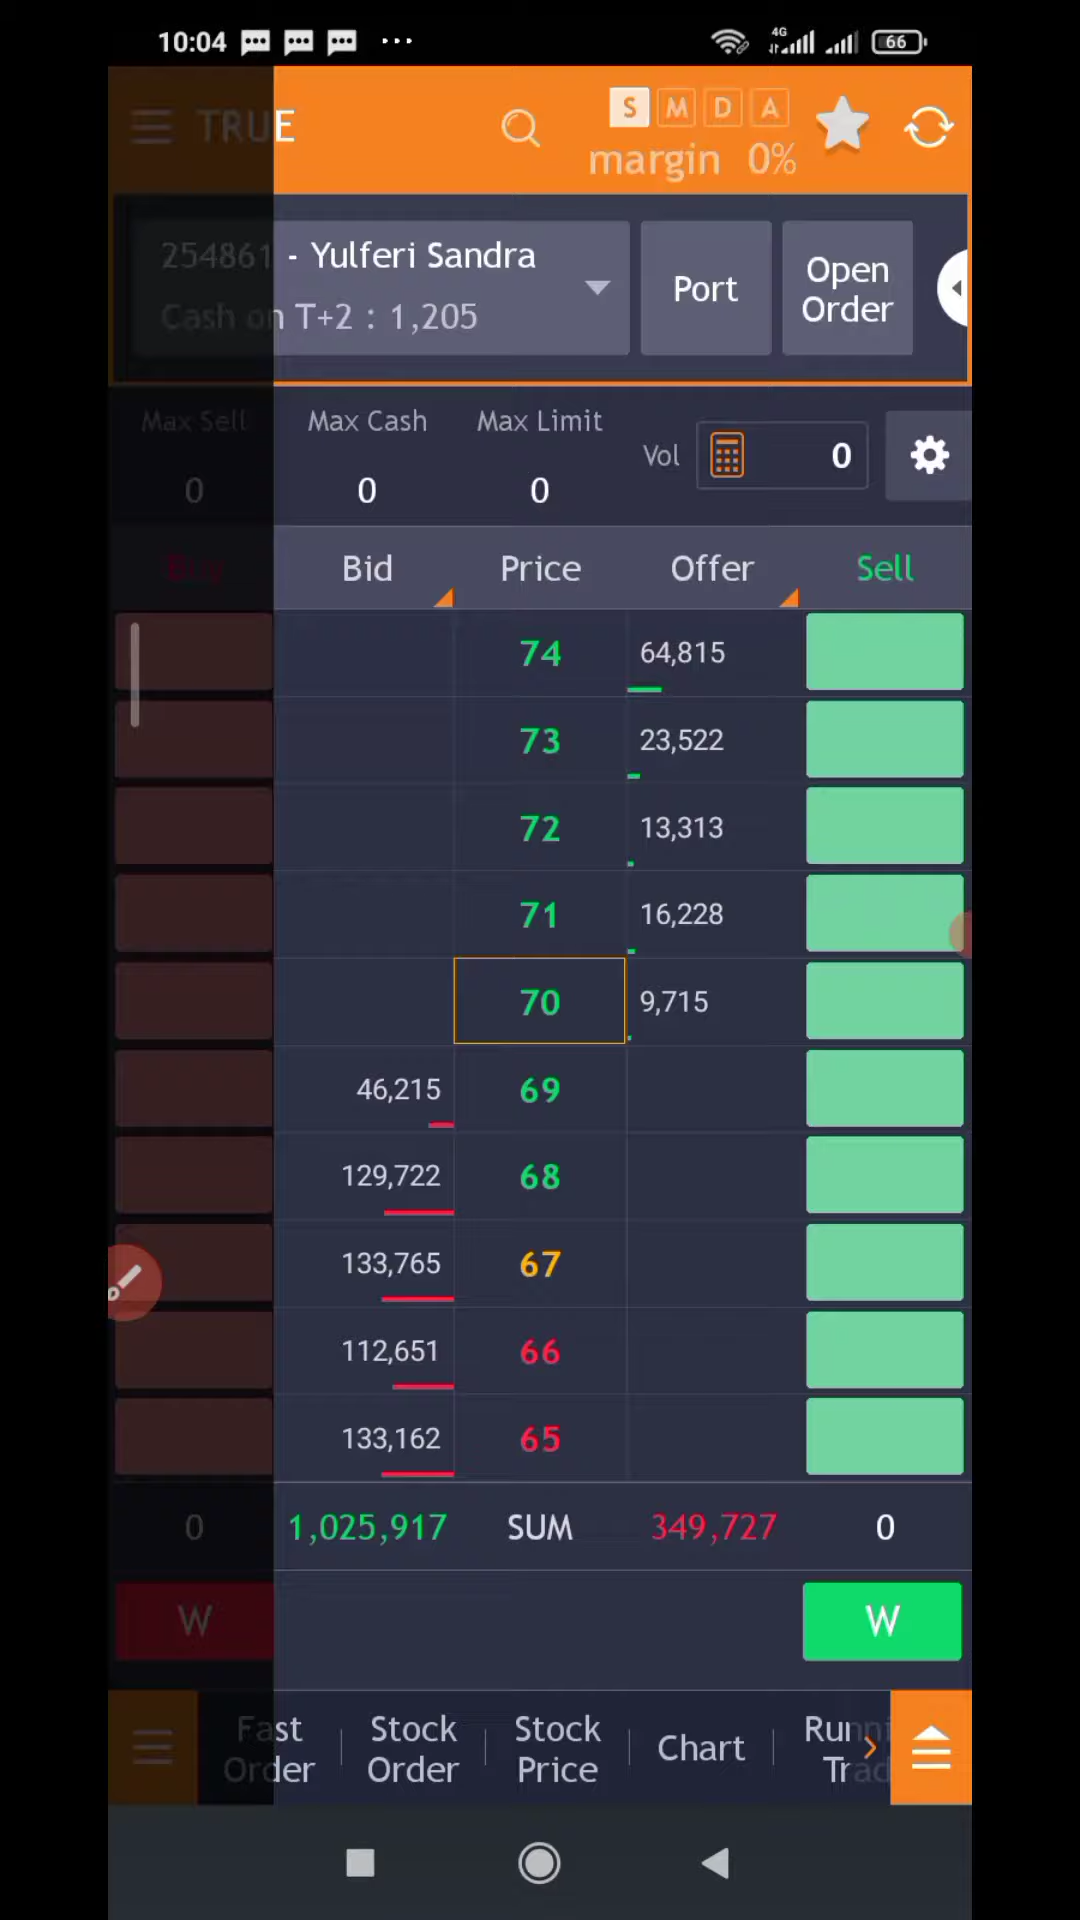 10:04 4G 66
TRUE S M D A
margin 0%
254861 - Yulferi Sandra
Cash on T+2 : 1,205
Port
Open
Order
Max Sell Max Cash Max Limit
Vol 0
0 0 0
Buy Bid Price Offer Sell
74 64,815
73 23,522
72 13,313
71 16,228
70 9,715
46,215 69
129,722 68
133,765 67
112,651 66
133,162 65
0 1,025,917 SUM 349,727 0
W W
Fast
Order
Stock
Order
Stock
Price
Chart
Runni
Trad